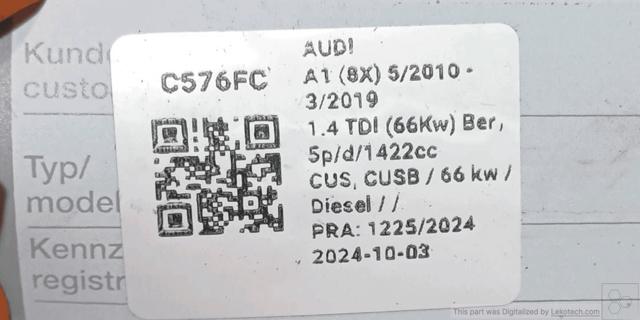 Kund
custo
Typ/
model
Kennz
registr
C576FC
AUDI
A1 (8X) 5/2010 -
3/2019
1.4 TDI (66Kw) Ber,
5p/d/1422cc
CUS, CUSB / 66 kw /
Diesel / /
PRA: 1225/2024
2024-10-03
This part was Digitalized by Lekotech.com